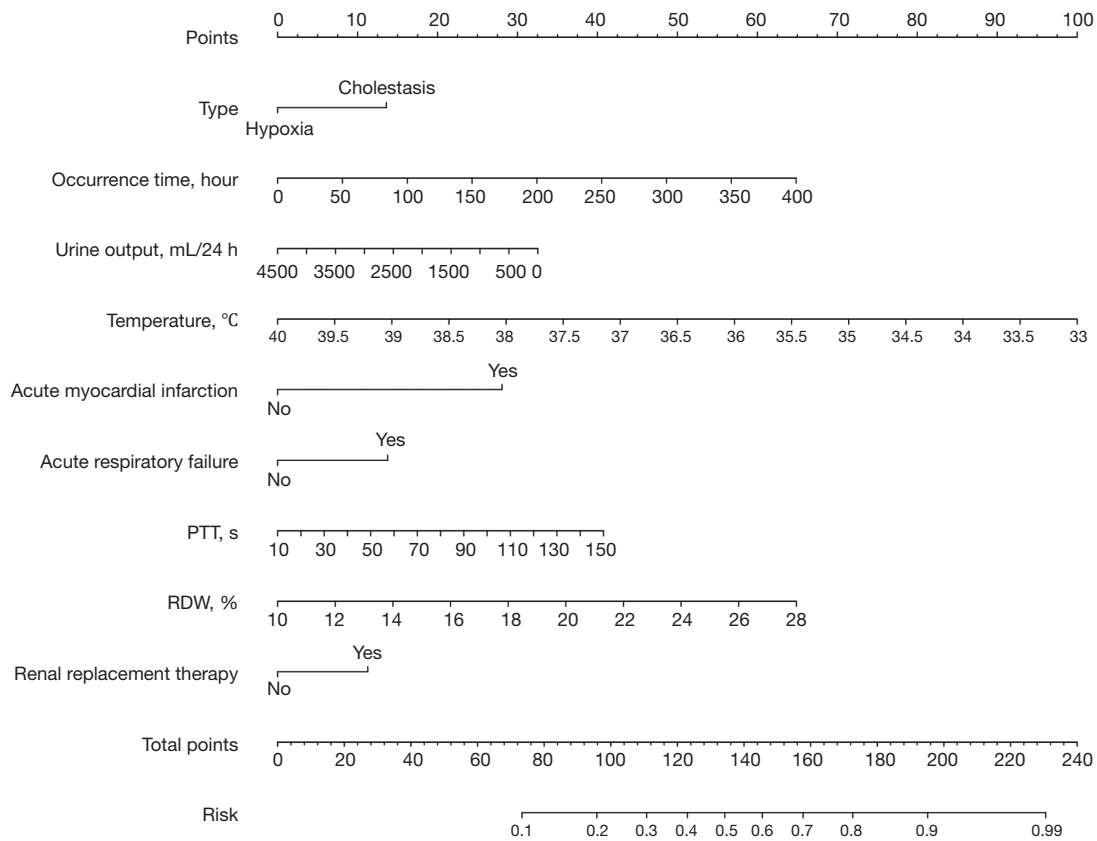 0 10 20 30 40 50 60 70 80 90 100
Points
Cholestasis
Type
Hypoxia
Occurrence time, hour
0 50 100 150 200 250 300 350 400
Urine output, mL/24 h
4500 3500 2500 1500 500 0
Temperature, °C
40 39.5 39 38.5 38 37.5 37 36.5 36 35.5 35 34.5 34 33.5 33
Yes
Acute myocardial infarction
No
Yes
Acute respiratory failure
No
PTT, s
10 30 50 70 90 110 130 150
RDW, %
10 12 14 16 18 20 22 24 26 28
Yes
Renal replacement therapy
No
Total points
0 20 40 60 80 100 120 140 160 180 200 220 240
Risk
0.1 0.2 0.3 0.4 0.5 0.6 0.7 0.8 0.9 0.99